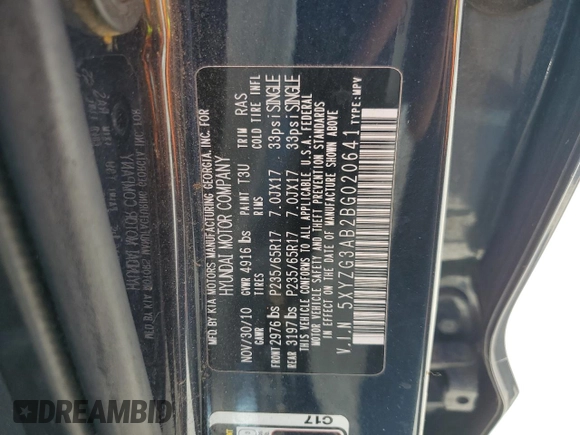 MFD BY KIA MOTORS MANUFACTURING GEORGIA, INC. FOR
HYUNDAI MOTOR COMPANY
NOV/30/10 GVWR 4916 lbs PAINT T3U TRIM RAS
GAWR TIRES RIMS COLD TIRE INFL
FRONT 2976 lbs P235/65R17 7.0JX17 33psi SINGLE
REAR 3197 lbs P235/65R17 7.0JX17 33psi SINGLE
THIS VEHICLE CONFORMS TO ALL APPLICABLE U.S.A. FEDERAL
MOTOR VEHICLE SAFETY, BUMPER, AND THEFT PREVENTION STANDARDS
IN EFFECT ON THE DATE OF MANUFACTURE SHOWN ABOVE
V.I.N 5XYZG3AB2BG020641 TYPE:MPV
C17
DREAMBID